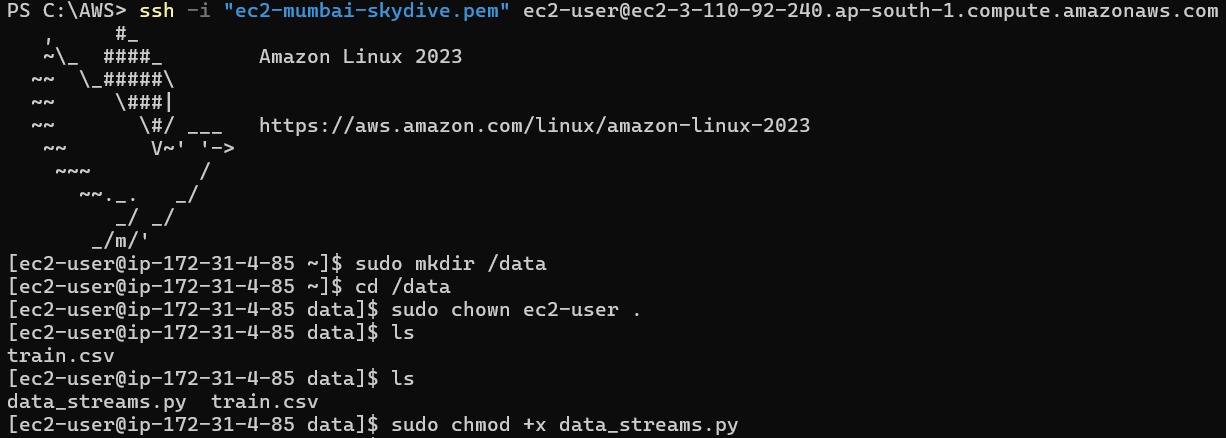 PS C:\AWS> ssh -i "ec2-mumbai-skydive.pem" ec2-user@ec2-3-110-92-240.ap-south-1.compute.amazonaws.com
   ,     #_
   ~\_  ####_        Amazon Linux 2023
  ~~  \_#####\
  ~~     \###|
  ~~       \#/ ___   https://aws.amazon.com/linux/amazon-linux-2023
   ~~       V~' '->
    ~~~         /
      ~~._.   _/
         _/ _/
       _/m/'
[ec2-user@ip-172-31-4-85 ~]$ sudo mkdir /data
[ec2-user@ip-172-31-4-85 ~]$ cd /data
[ec2-user@ip-172-31-4-85 data]$ sudo chown ec2-user .
[ec2-user@ip-172-31-4-85 data]$ ls
train.csv
[ec2-user@ip-172-31-4-85 data]$ ls
data_streams.py  train.csv
[ec2-user@ip-172-31-4-85 data]$ sudo chmod +x data_streams.py